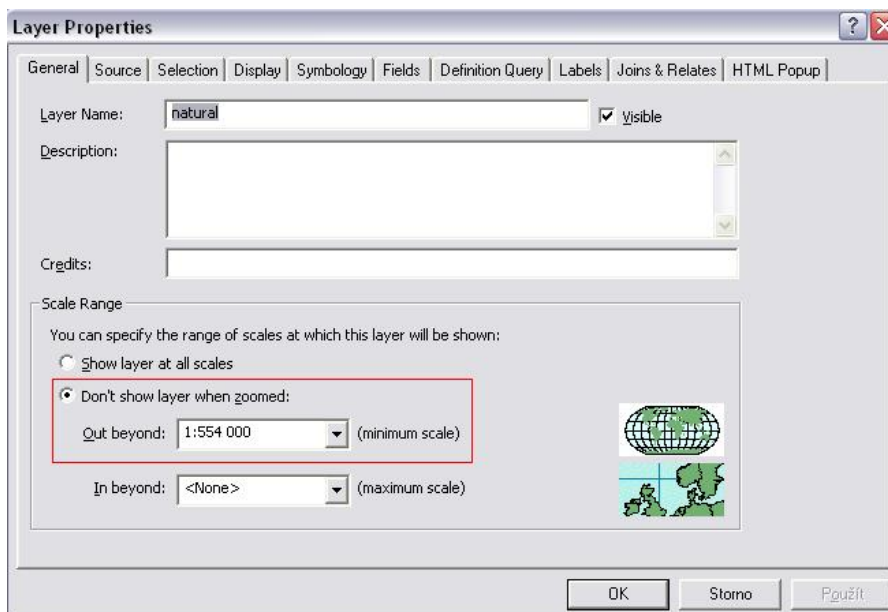 Layer Properties
General Source Selection Display Symbology Fields Definition Query Labels Joins & Relates HTML Popup
Layer Name: natural Visible
Description:
Credits:
Scale Range
You can specify the range of scales at which this layer will be shown:
Show layer at all scales
Don't show layer when zoomed:
Out beyond: 1:554 000 (minimum scale)
In beyond: <None> (maximum scale)
OK Storno Použít